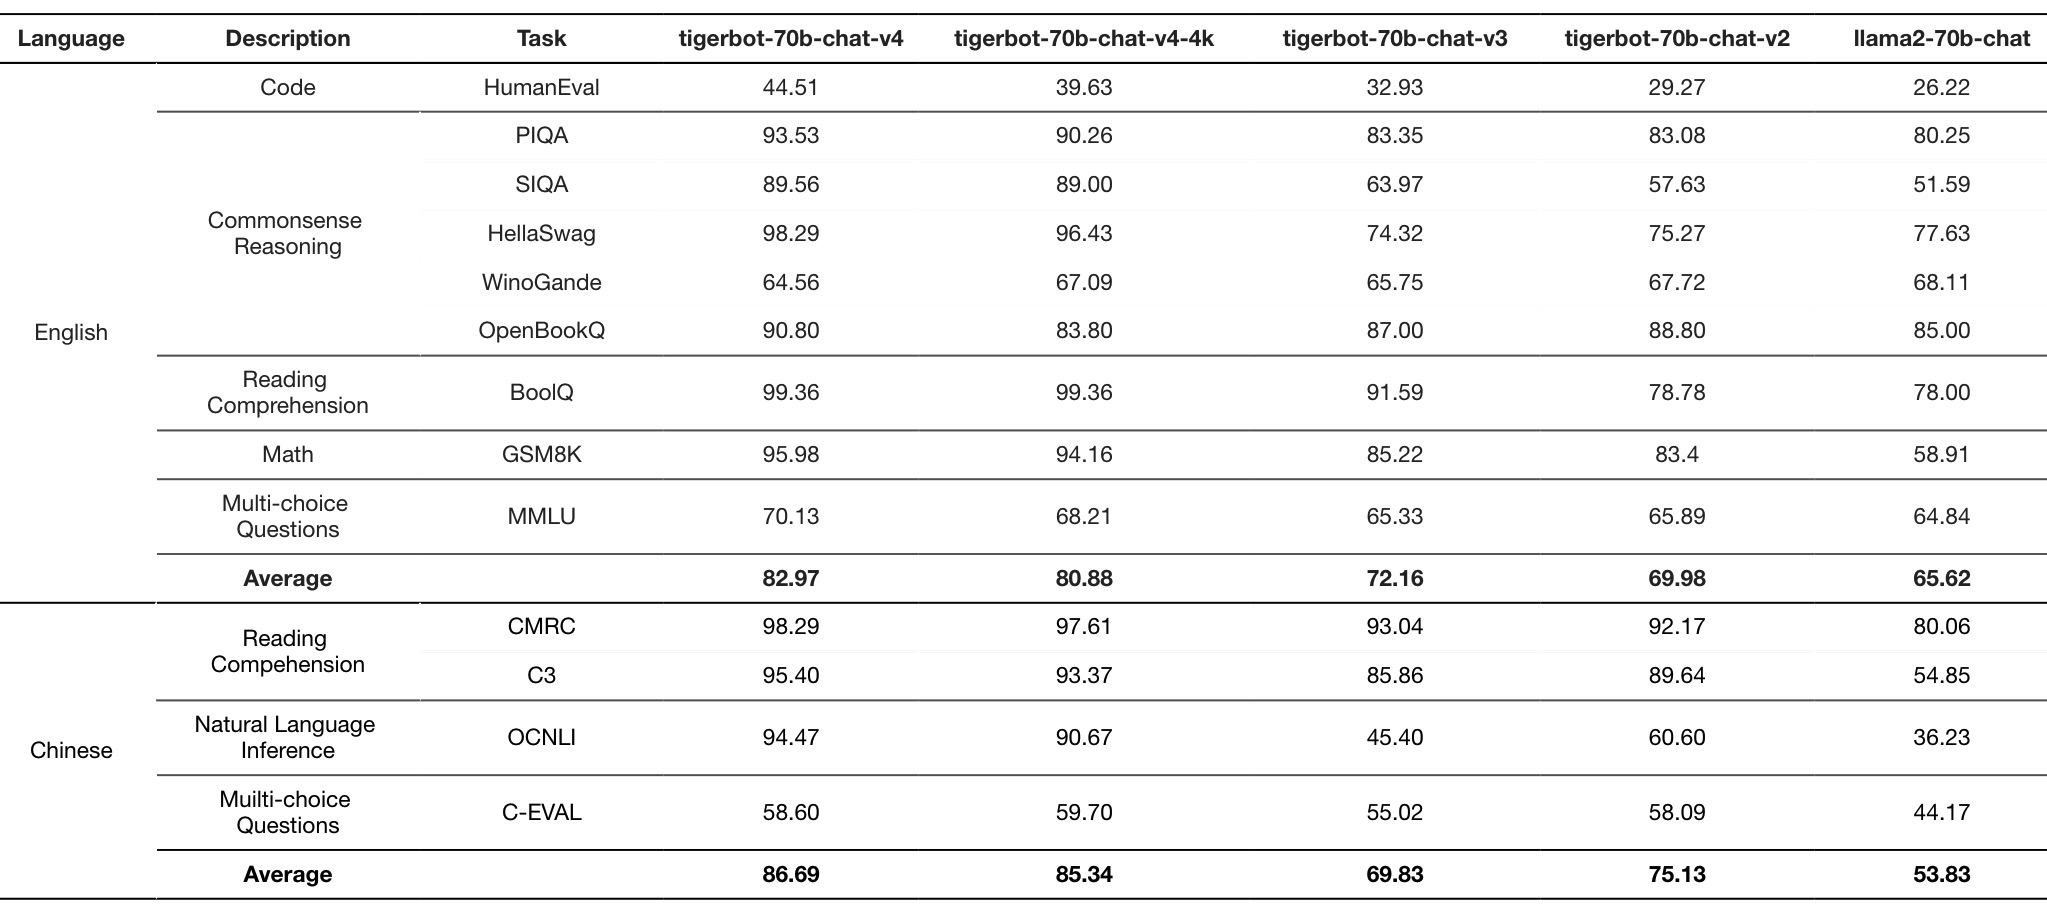 Language Description Task tigerbot-70b-chat-v4 tigerbot-70b-chat-v4-4k tigerbot-70b-chat-v3 tigerbot-70b-chat-v2 llama2-70b-chat
English
Code HumanEval 44.51 39.63 32.93 29.27 26.22
Commonsense
Reasoning
PIQA 93.53 90.26 83.35 83.08 80.25
SIQA 89.56 89.00 63.97 57.63 51.59
HellaSwag 98.29 96.43 74.32 75.27 77.63
WinoGande 64.56 67.09 65.75 67.72 68.11
OpenBookQ 90.80 83.80 87.00 88.80 85.00
Reading
Comprehension
BoolQ 99.36 99.36 91.59 78.78 78.00
Math GSM8K 95.98 94.16 85.22 83.4 58.91
Multi-choice
Questions
MMLU 70.13 68.21 65.33 65.89 64.84
Average 82.97 80.88 72.16 69.98 65.62
Chinese
Reading
Compehension
CMRC 98.29 97.61 93.04 92.17 80.06
C3 95.40 93.37 85.86 89.64 54.85
Natural Language
Inference
OCNLI 94.47 90.67 45.40 60.60 36.23
Muilti-choice
Questions
C-EVAL 58.60 59.70 55.02 58.09 44.17
Average 86.69 85.34 69.83 75.13 53.83